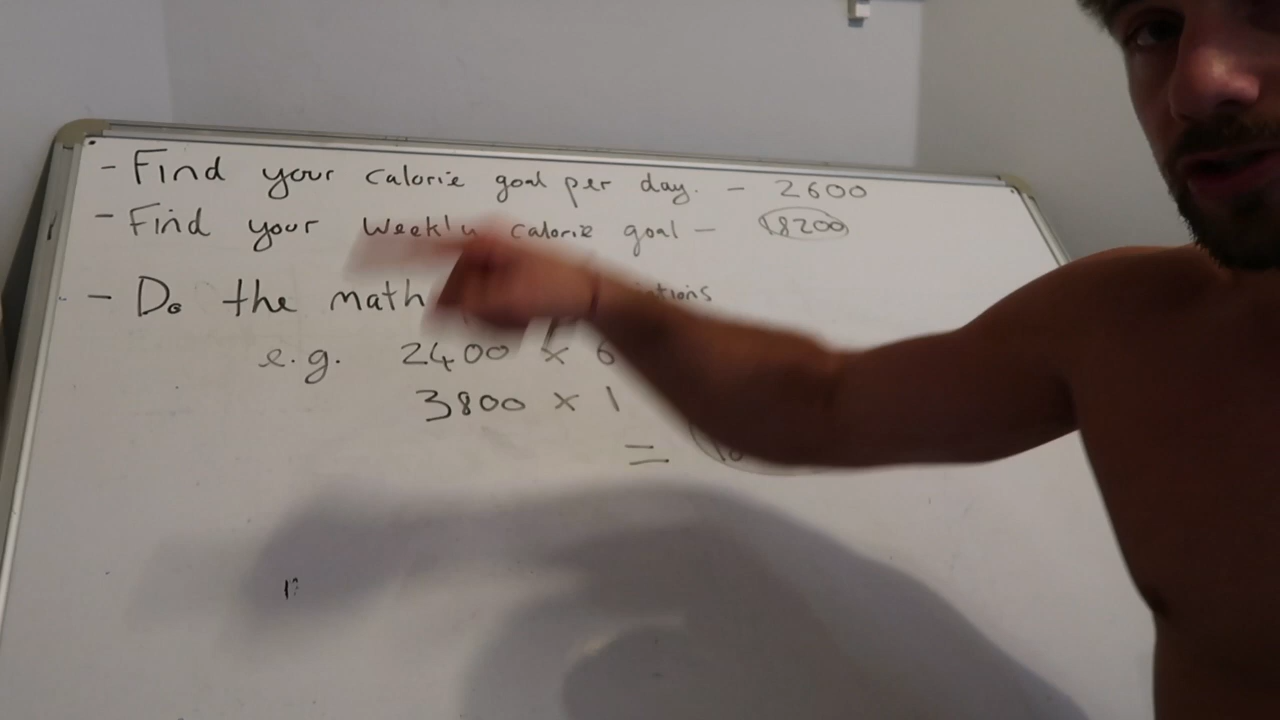 - Find your calorie goal per day. - 2600
- Find your weekly calorie goal - 18200
- Do the math
e.g. 2400 x 6
3800 x 1
=